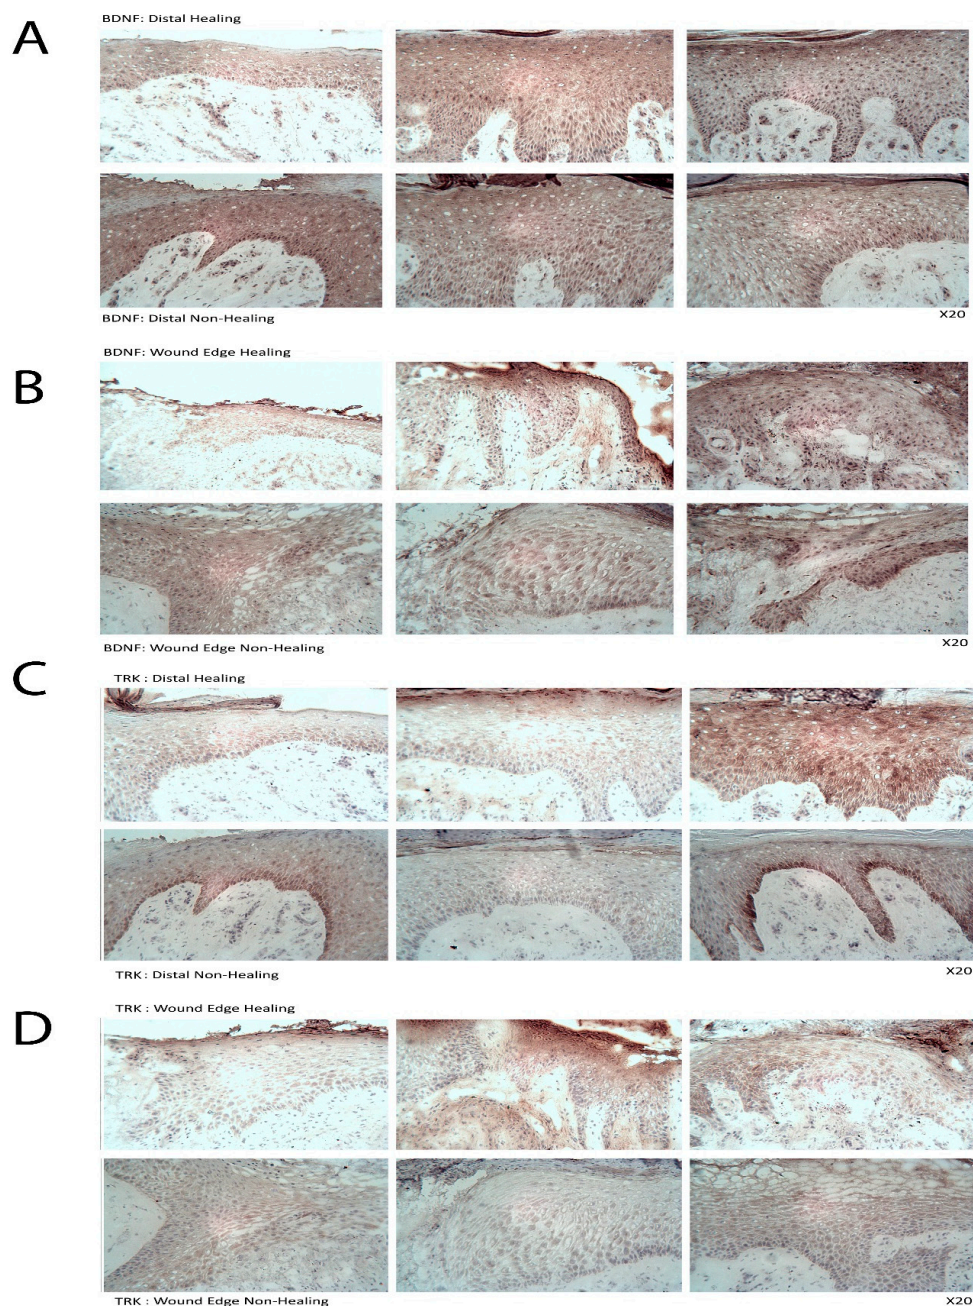 A
BDNF: Distal Healing
BDNF: Distal Non-Healing
X20
B
BDNF: Wound Edge Healing
BDNF: Wound Edge Non-Healing
X20
C
TRK : Distal Healing
TRK : Distal Non-Healing
X20
D
TRK : Wound Edge Healing
TRK : Wound Edge Non-Healing
X20